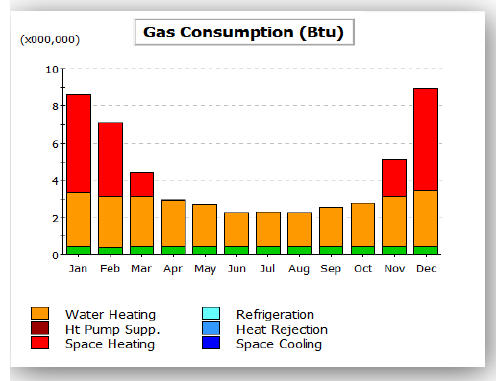 Gas Consumption (Btu)
(x000,000)
10
8
6
4
2
0
Jan Feb Mar Apr May Jun Jul Aug Sep Oct Nov Dec
Water Heating Refrigeration
Ht Pump Supp. Heat Rejection
Space Heating Space Cooling